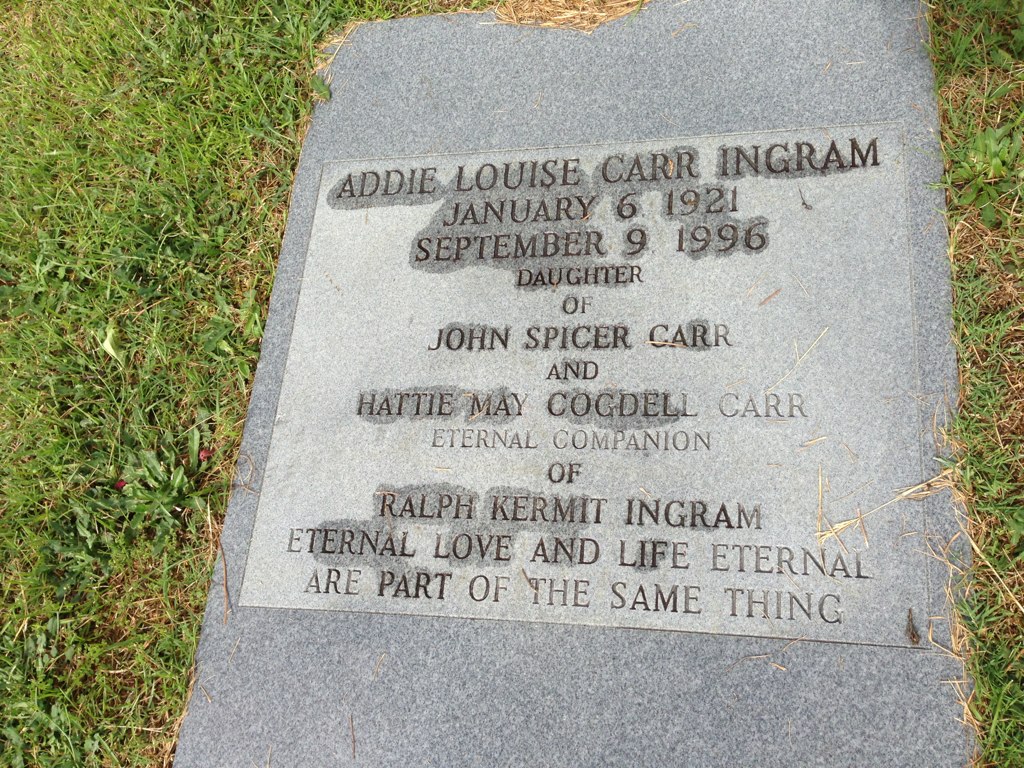 ADDIE LOUISE CARR INGRAM
JANUARY 6 1921
SEPTEMBER 9 1996
DAUGHTER
OF
JOHN SPICER CARR
AND
HATTIE MAY COGDELL CARR
ETERNAL COMPANION
OF
RALPH KERMIT INGRAM
ETERNAL LOVE AND LIFE ETERNAL
ARE PART OF THE SAME THING